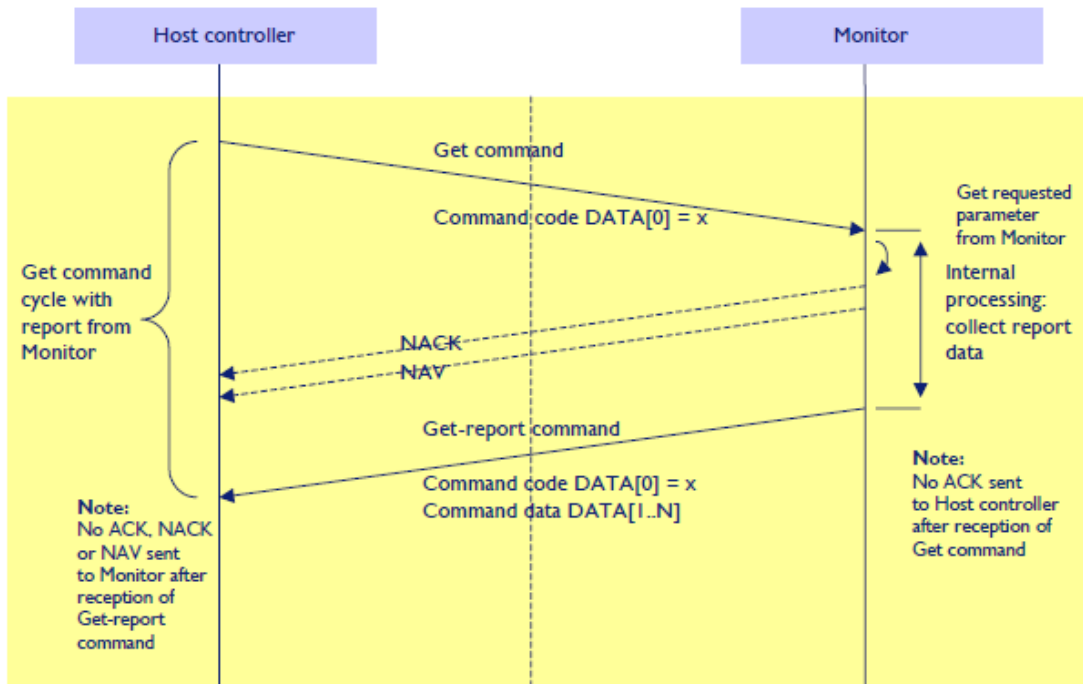 Host controller
Monitor
Get command
Command code DATA[0] = x
Get requested
parameter
from Monitor
Get command
cycle with
report from
Monitor
Internal
processing:
collect report
data
NACK
NAV
Get-report command
Command code DATA[0] = x
Command data DATA[1..N]
Note:
No ACK sent
to Host controller
after reception of
Get command
Note:
No ACK, NACK
or NAV sent
to Monitor after
reception of
Get-report
command